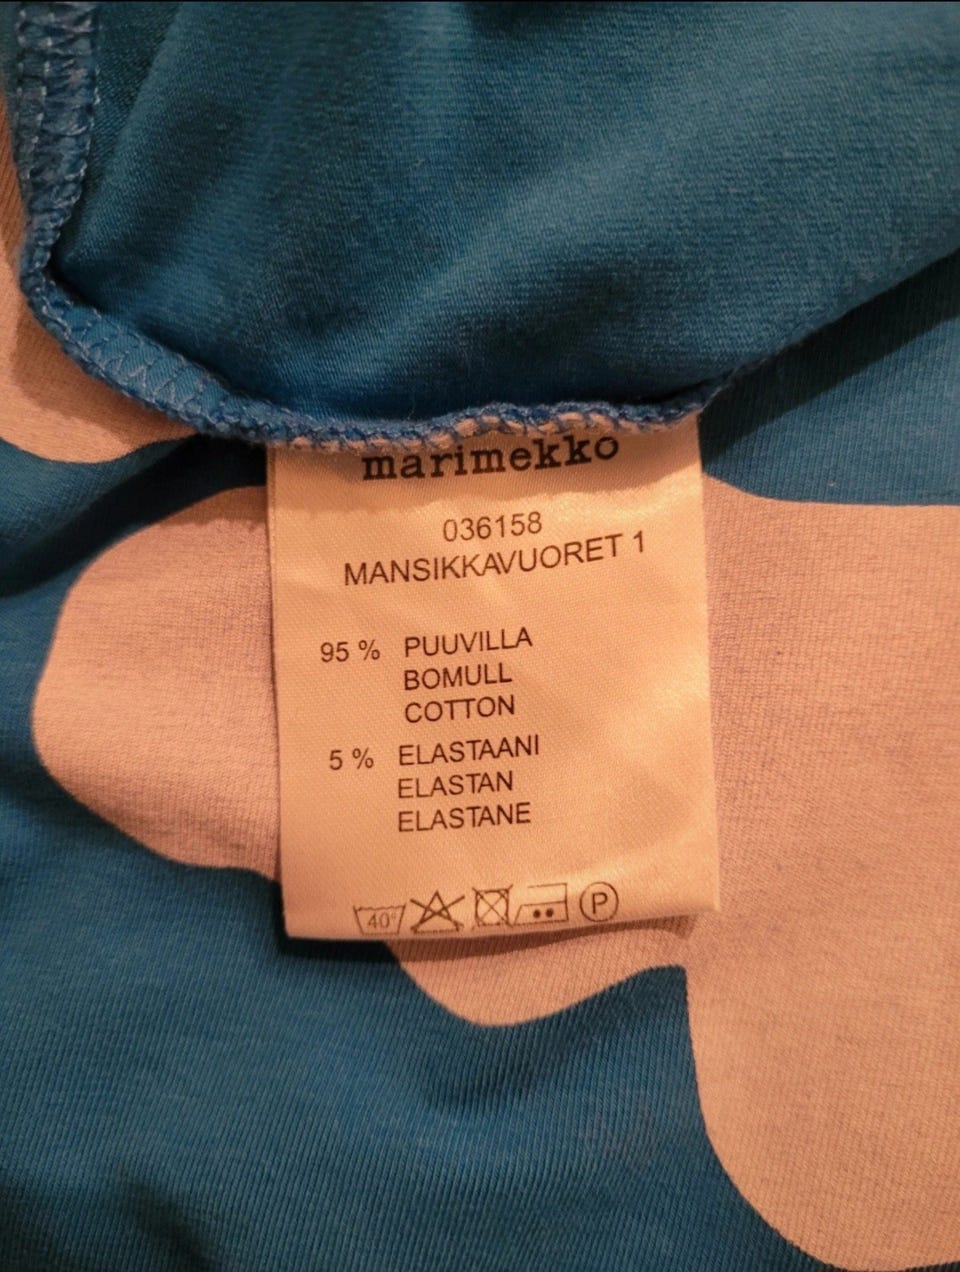 marimekko
036158
MANSIKKAVUORET 1
95 % PUUVILLA
BOMULL
COTTON
5 % ELASTAANI
ELASTAN
ELASTANE
40° P